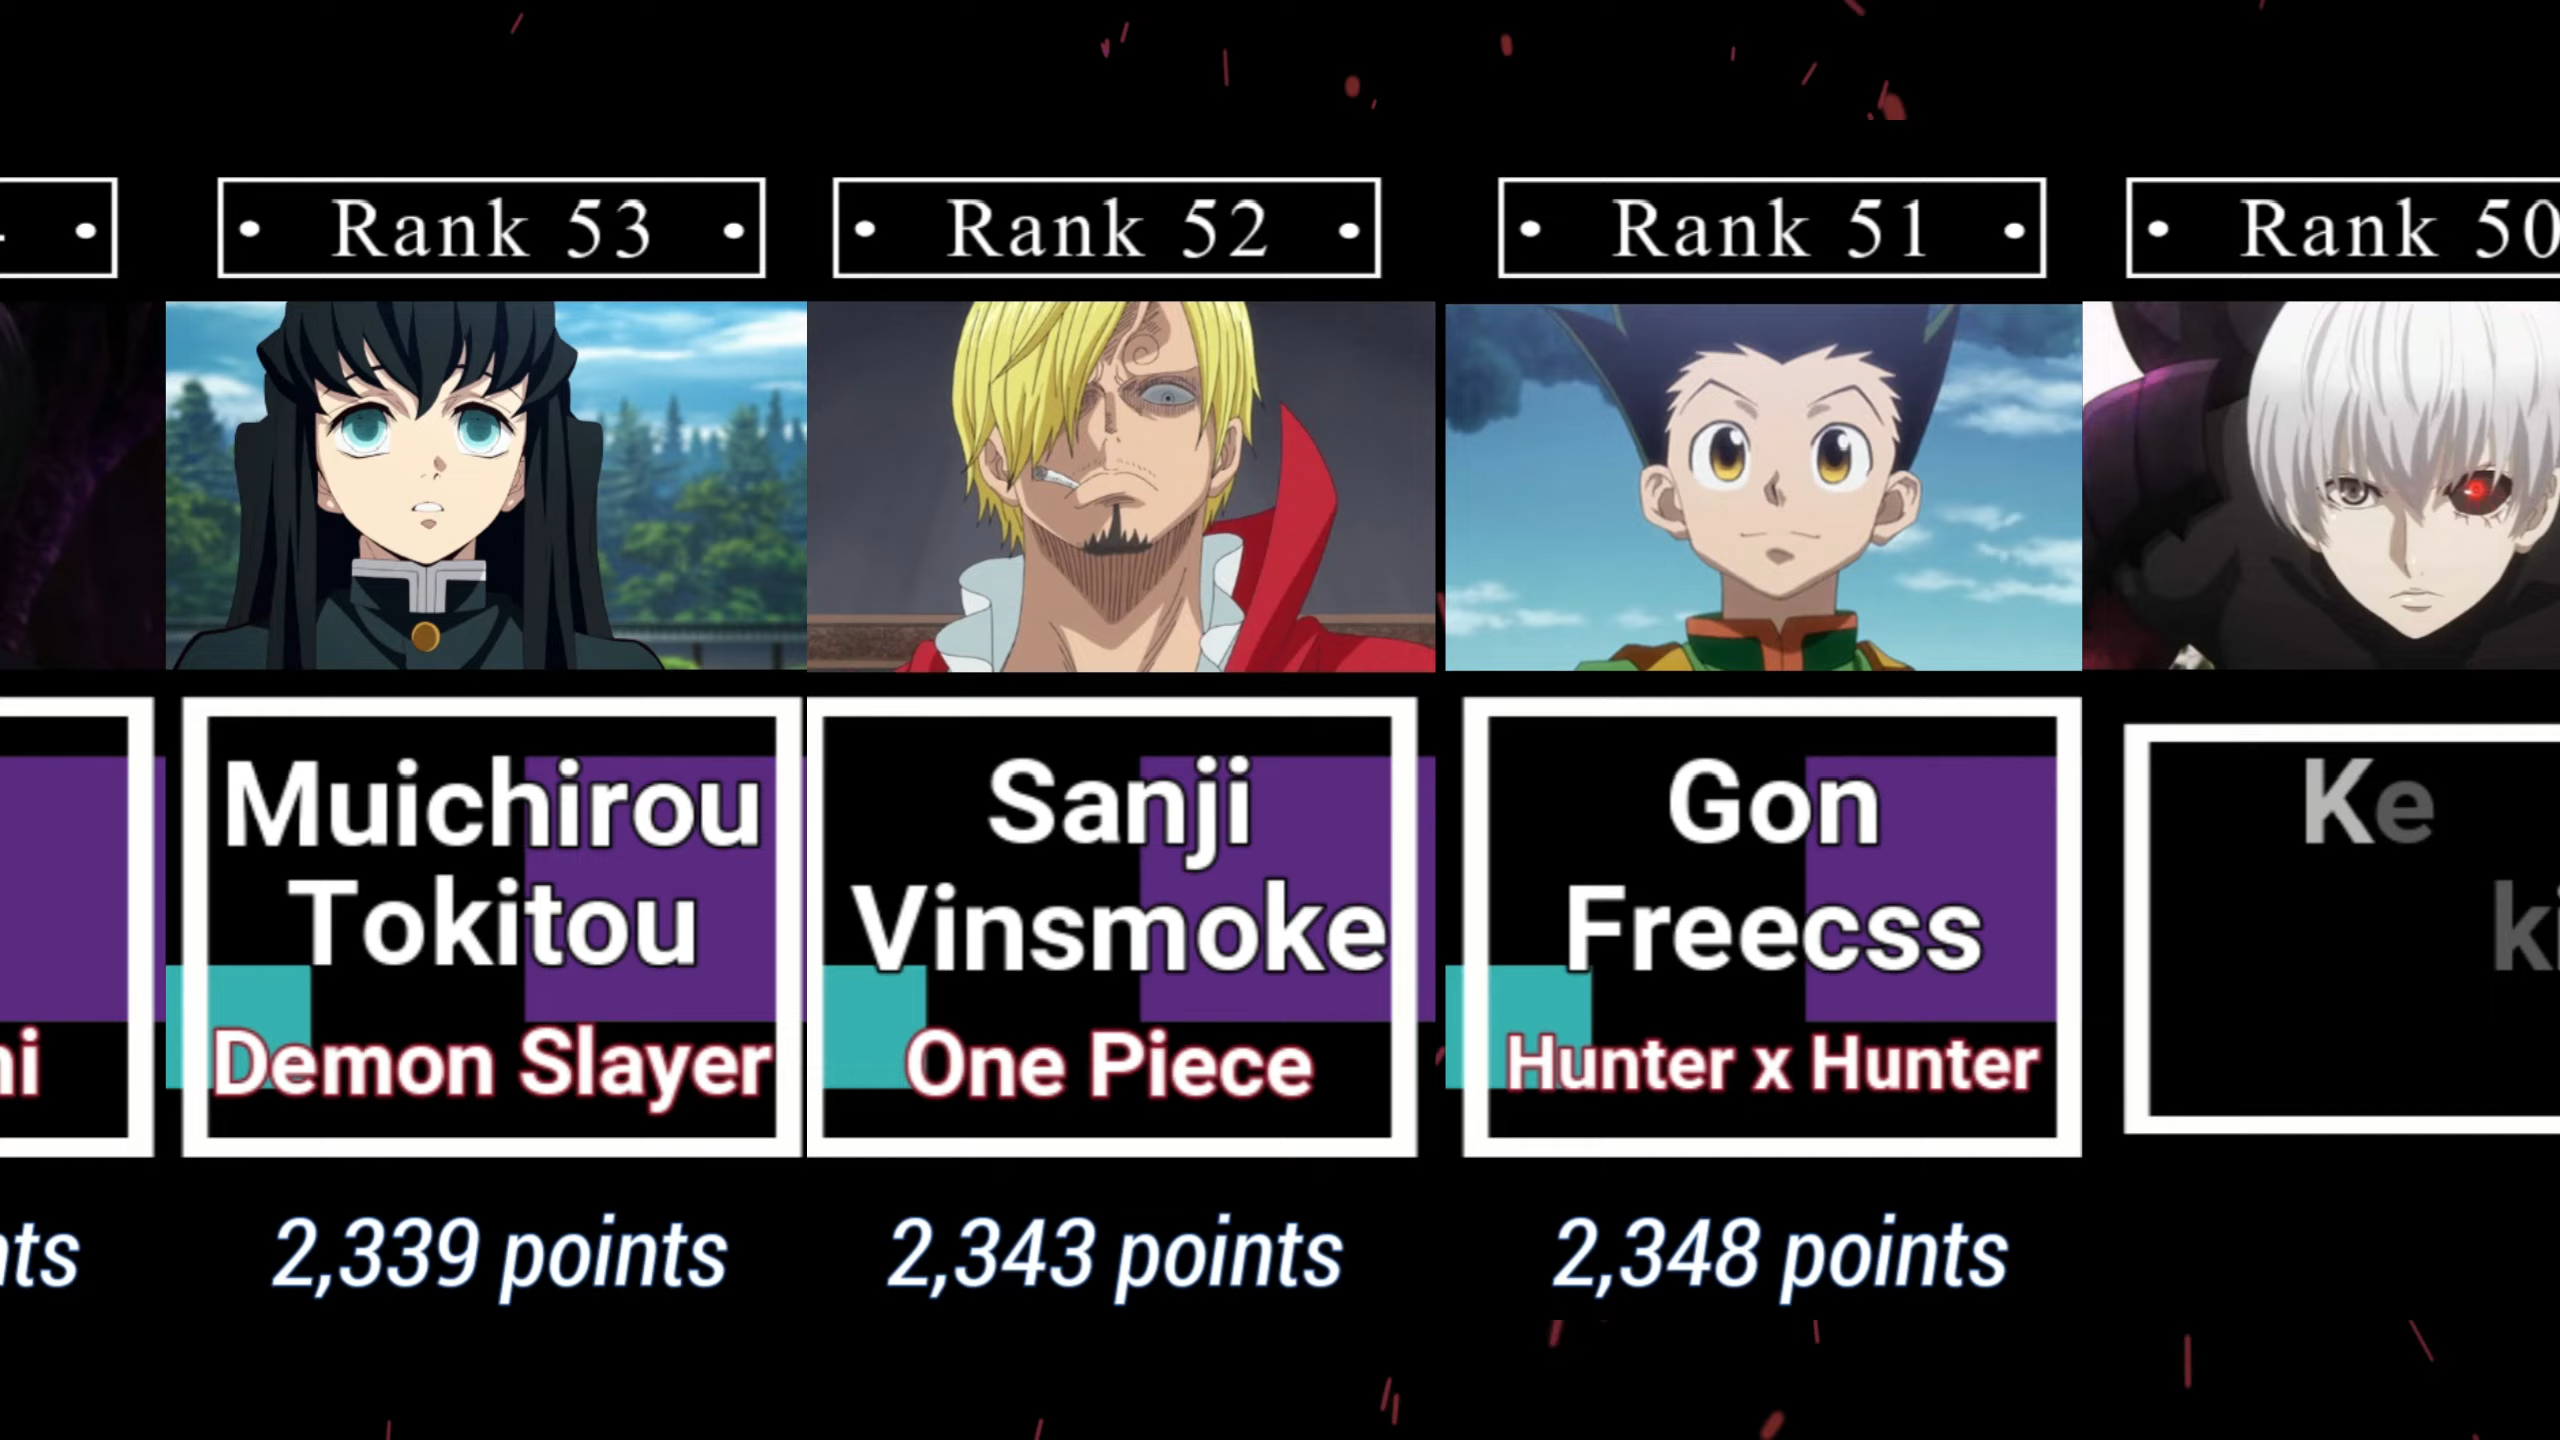 Rank 53
Rank 52
Rank 51
Rank 50
Muichirou
Tokitou
Demon Slayer
2,339 points
Sanji
Vinsmoke
One Piece
2,343 points
Gon
Freecss
Hunter x Hunter
2,348 points